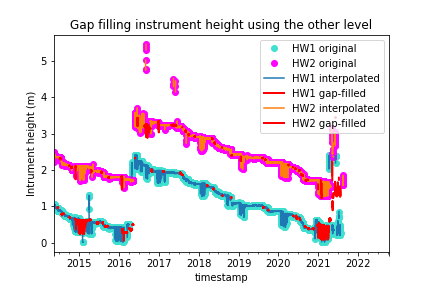 Gap filling instrument height using the other level
HW1 original
HW2 original
HW1 interpolated
HW1 gap-filled
HW2 interpolated
HW2 gap-filled
Intrument height (m)
5
4
3
2
1
0
2015 2016 2017 2018 2019 2020 2021 2022
timestamp